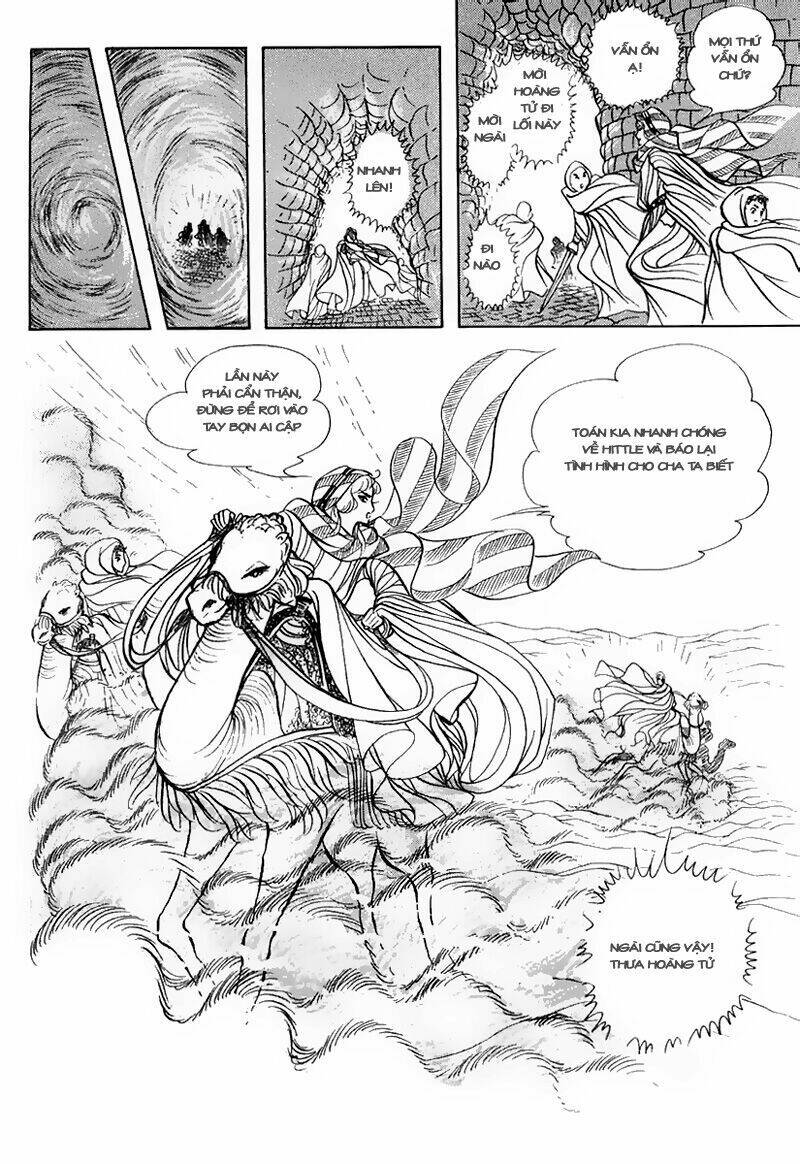 MỌI THỨ
VẪN ỔN
CHỨ?
VẪN ỔN
Ạ!
MỜI
HOÀNG
TỬ ĐI
LỐI NÀY
MỜI
NGÀI
ĐI
NÀO
NHANH
LÊN!
TOÁN KIA NHANH CHÓNG
VỀ HITTLE VÀ BÁO LẠI
TÌNH HÌNH CHO CHA TA BIẾT
LẦN NÀY
PHẢI CẨN THẬN,
ĐỪNG ĐỂ RƠI VÀO
TAY BỌN AI CẬP
NGÀI CŨNG VẬY!
THƯA HOÀNG TỬ